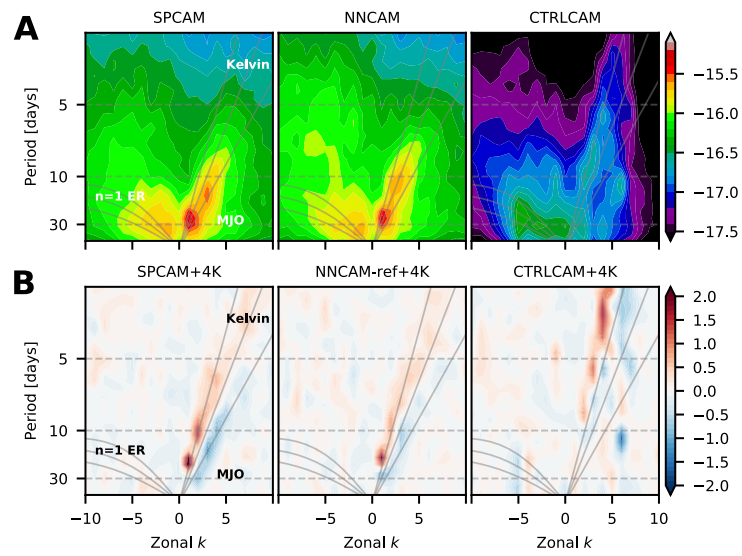 A
SPCAM
NNCAM
CTRLCAM
Kelvin
n=1 ER
MJO
Period [days]
5
10
30
−15.5
−16.0
−16.5
−17.0
−17.5
B
SPCAM+4K
NNCAM-ref+4K
CTRLCAM+4K
Kelvin
n=1 ER
MJO
Period [days]
5
10
30
2.0
1.5
1.0
0.5
0.0
−0.5
−1.0
−1.5
−2.0
−10 −5 0 5
−5 0 5
−5 0 5 10
Zonal k
Zonal k
Zonal k